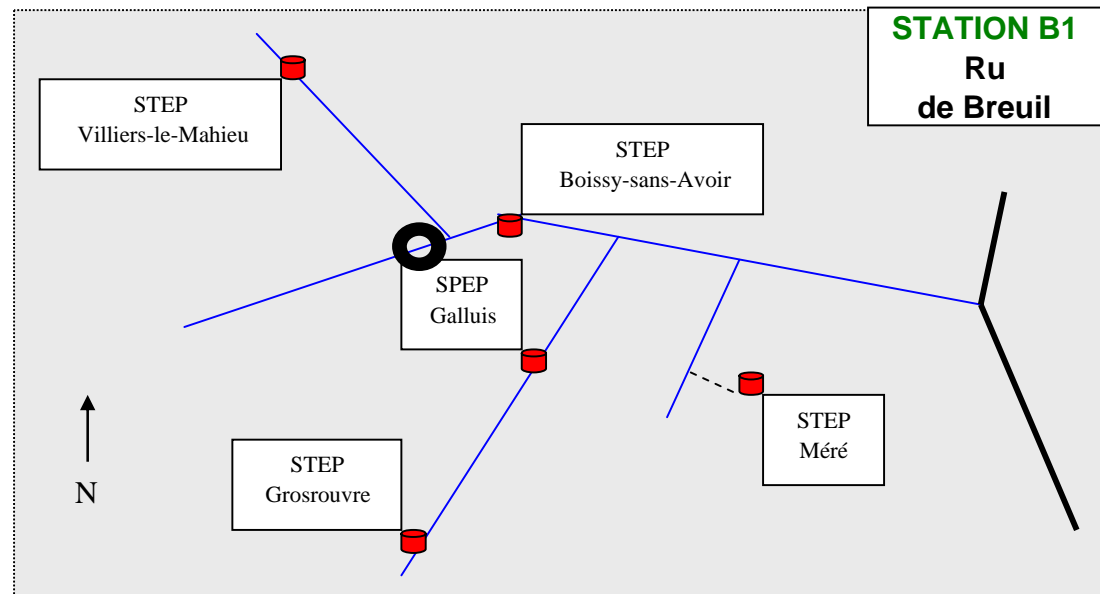 STATION B1
Ru
de Breuil
STEP
Villiers-le-Mahieu
STEP
Boissy-sans-Avoir
SPEP
Galluis
STEP
Méré
STEP
Grosrouvre
N